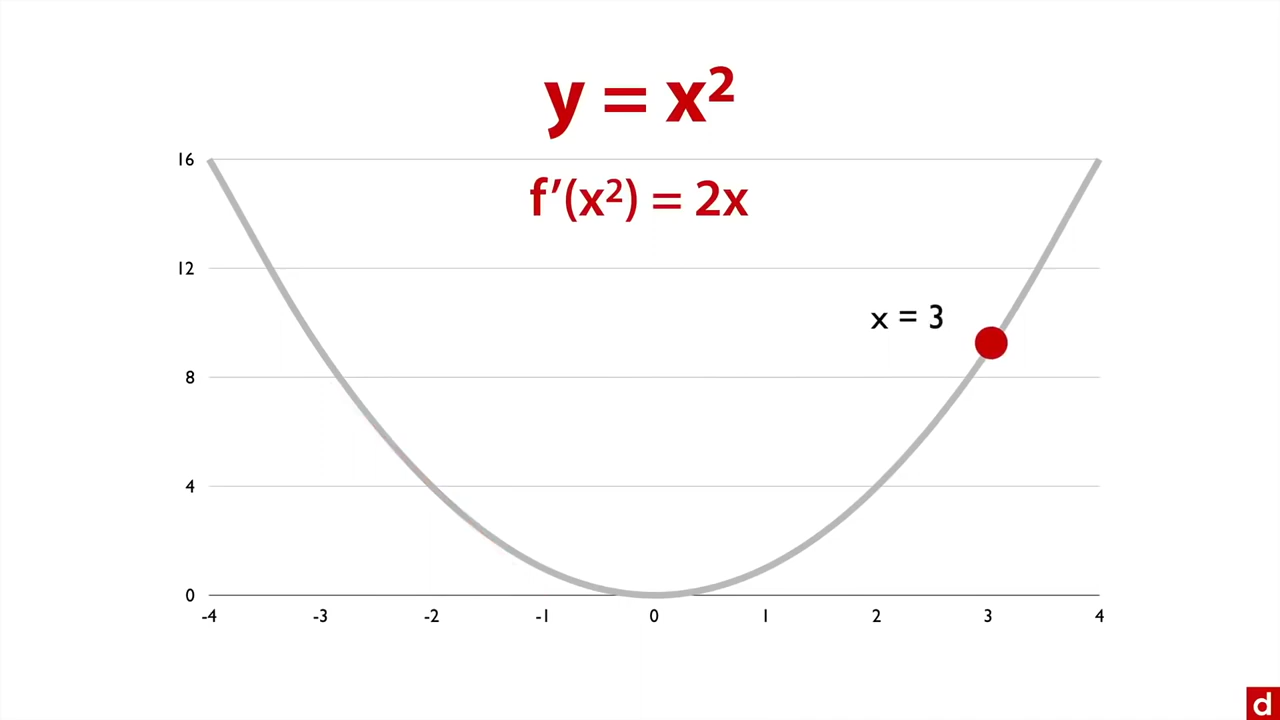 y = x²
16
f′(x²) = 2x
12
x = 3
8
4
0
-4 -3 -2 -1 0 1 2 3 4
d